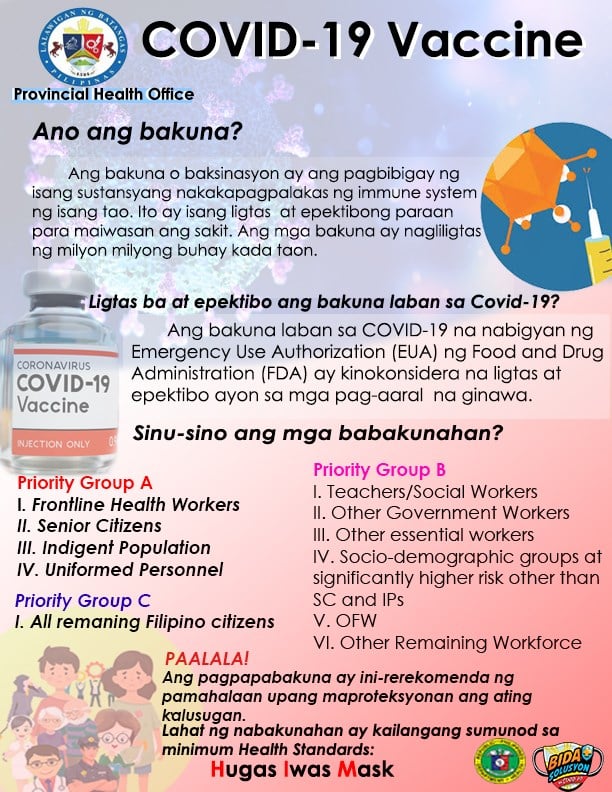 LALAWIGAN NG BATANGAS
PILIPINAS
COVID-19 Vaccine
Provincial Health Office
Ano ang bakuna?
Ang bakuna o baksinasyon ay ang pagbibigay ng
isang sustansyang nakakapagpalakas ng immune system
ng isang tao. Ito ay isang ligtas at epektibong paraan
para maiwasan ang sakit. Ang mga bakuna ay nagliligtas
ng milyon milyong buhay kada taon.
Ligtas ba at epektibo ang bakuna laban sa Covid-19?
Ang bakuna laban sa COVID-19 na nabigyan ng
Emergency Use Authorization (EUA) ng Food and Drug
Administration (FDA) ay kinokonsidera na ligtas at
epektibo ayon sa mga pag-aaral na ginawa.
CORONAVIRUS
COVID-19
Vaccine
INJECTION ONLY
Sinu-sino ang mga babakunahan?
Priority Group A
I. Frontline Health Workers
II. Senior Citizens
III. Indigent Population
IV. Uniformed Personnel
Priority Group C
I. All remaning Filipino citizens
Priority Group B
I. Teachers/Social Workers
II. Other Government Workers
III. Other essential workers
IV. Socio-demographic groups at
significantly higher risk other than
SC and IPs
V. OFW
VI. Other Remaining Workforce
PAALALA!
Ang pagpapabakuna ay ini-rerekomenda ng
pamahalaan upang maproteksyonan ang ating
kalusugan.
Lahat ng nabakunahan ay kailangang sumunod sa
minimum Health Standards:
Hugas Iwas Mask
BIDA
SOLUSYON